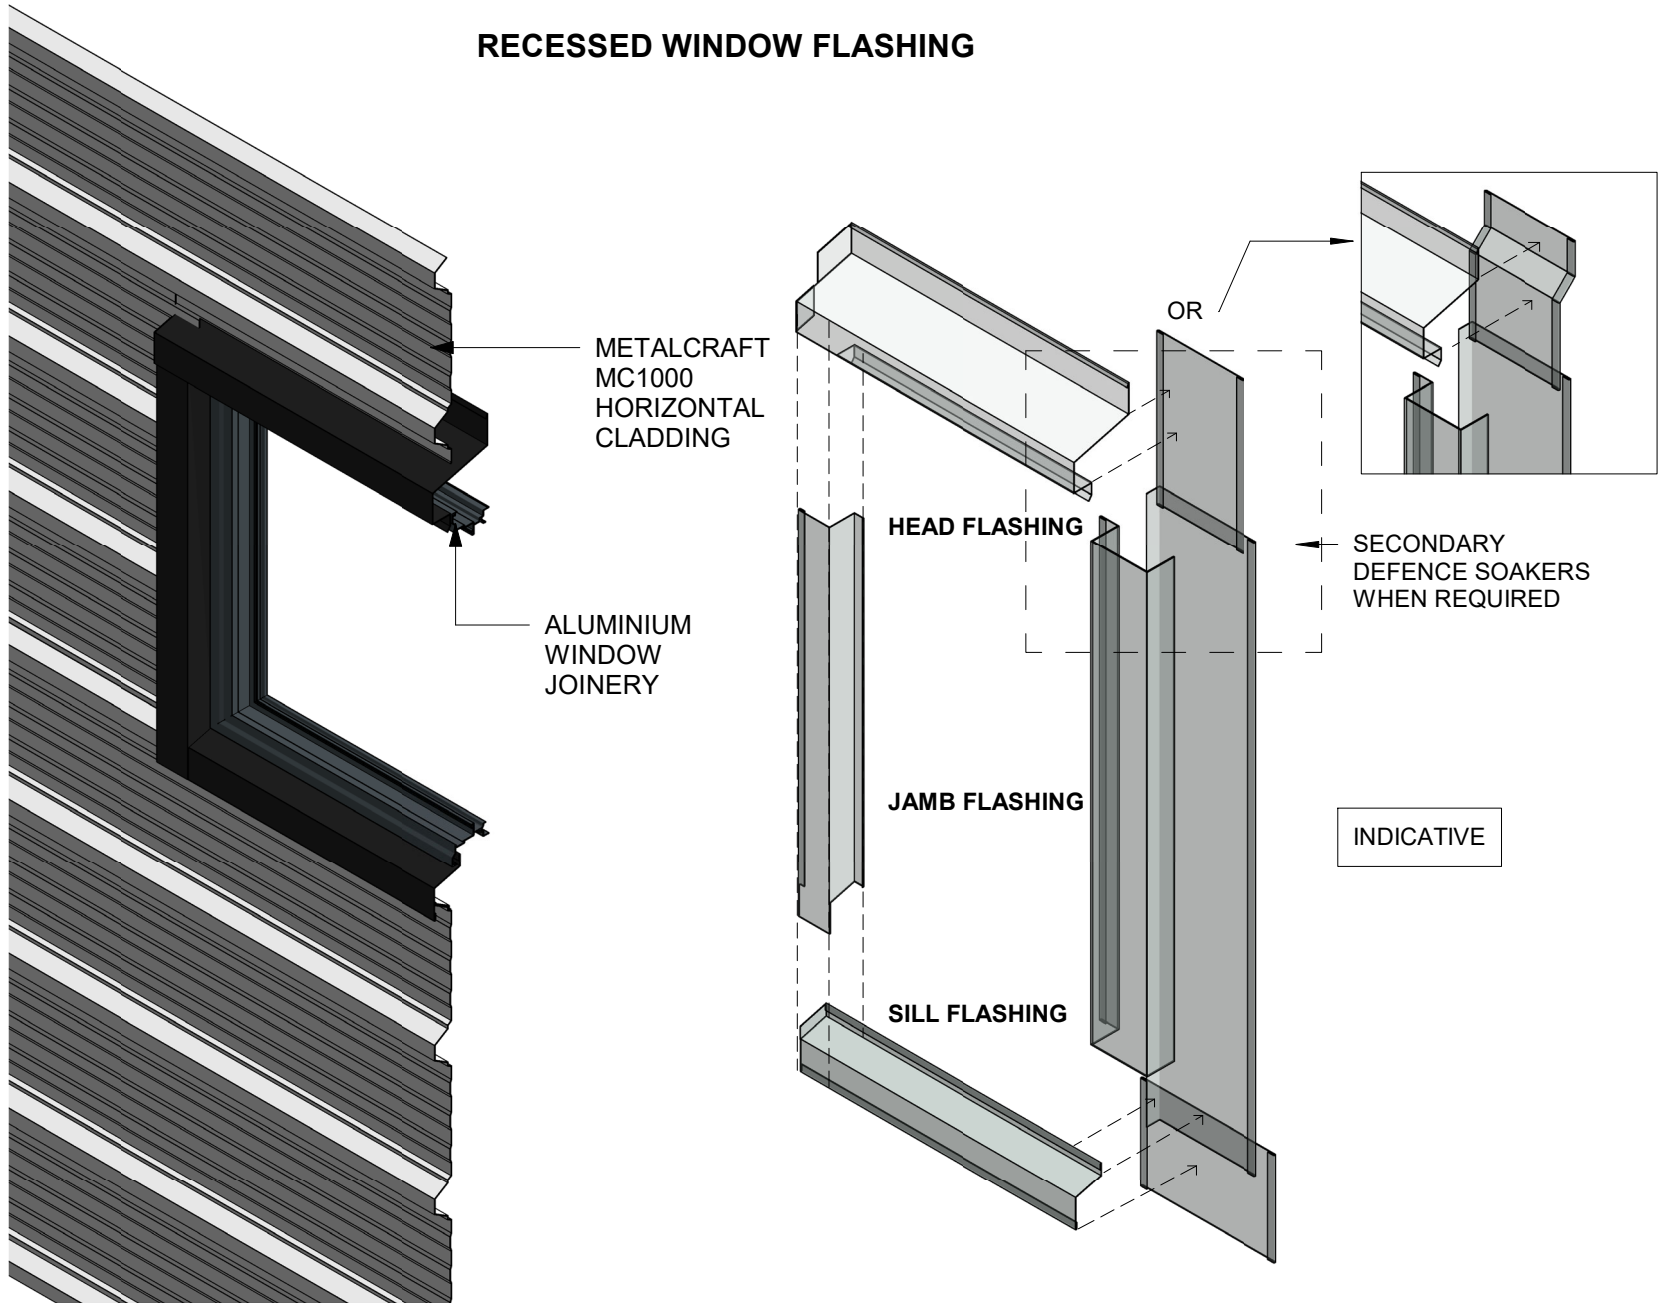 RECESSED WINDOW FLASHING
METALCRAFT
MC1000
HORIZONTAL
CLADDING
ALUMINIUM
WINDOW
JOINERY
OR
HEAD FLASHING
SECONDARY
DEFENCE SOAKERS
WHEN REQUIRED
JAMB FLASHING
INDICATIVE
SILL FLASHING